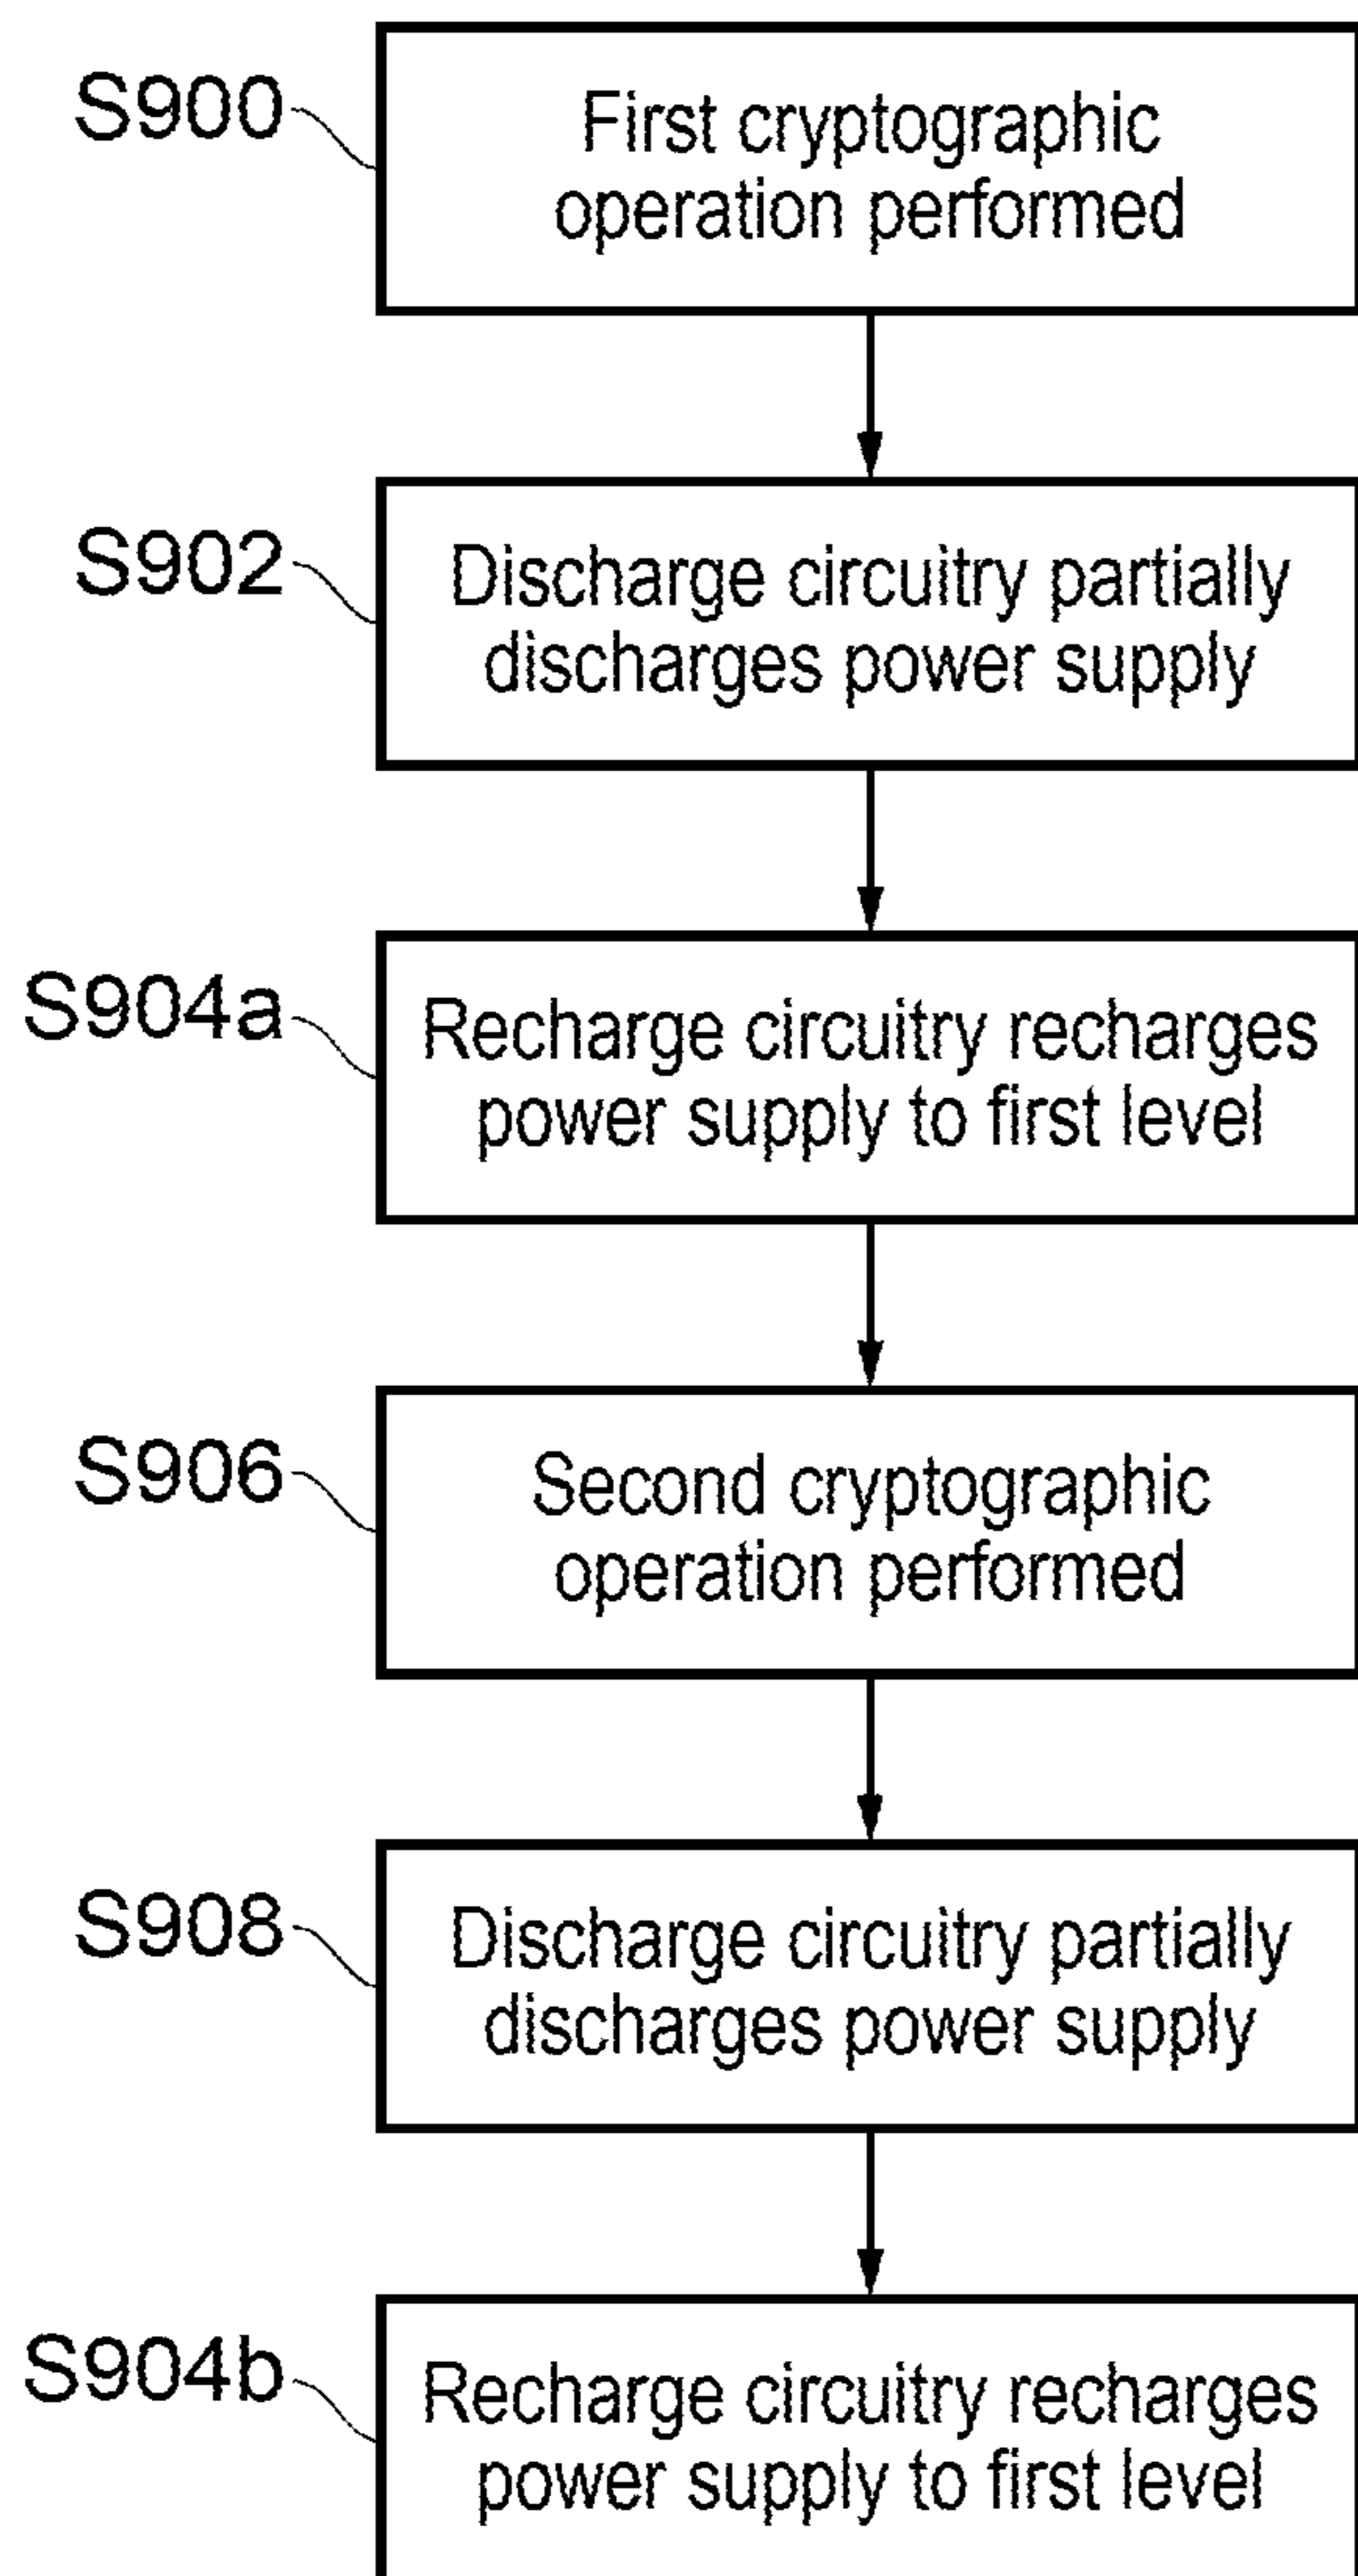 S900
First cryptographic
operation performed
S902
Discharge circuitry partially
discharges power supply
S904a
Recharge circuitry recharges
power supply to first level
S906
Second cryptographic
operation performed
S908
Discharge circuitry partially
discharges power supply
S904b
Recharge circuitry recharges
power supply to first level